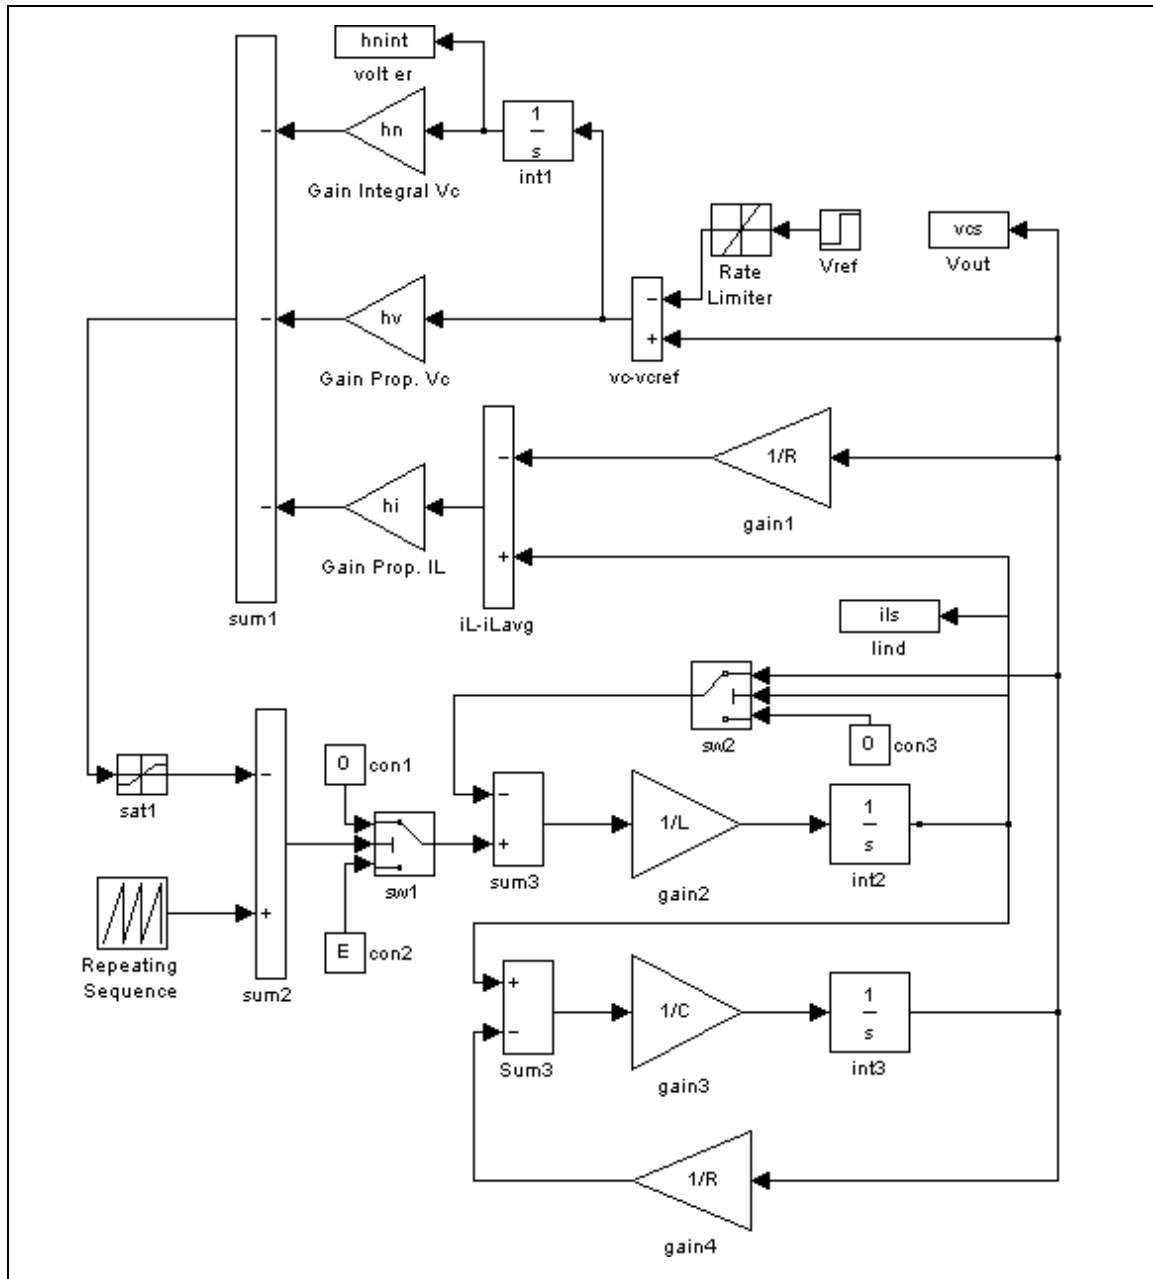 hnint
volt er
-
hn
1
s
Gain Integral Vc
int1
vcs
Vout
Rate
Limiter
Vref
-
hv
-
+
Gain Prop. Vc
vc-vcref
-
1/R
-
hi
gain1
+
Gain Prop. IL
sum1
iL-iLavg
ils
Iind
sw2
0
con3
0
con1
-
sat1
-
+
1/L
1
s
sum3
gain2
int2
sw1
+
E
con2
Repeating
Sequence
sum2
+
-
1/C
1
s
Sum3
gain3
int3
1/R
gain4